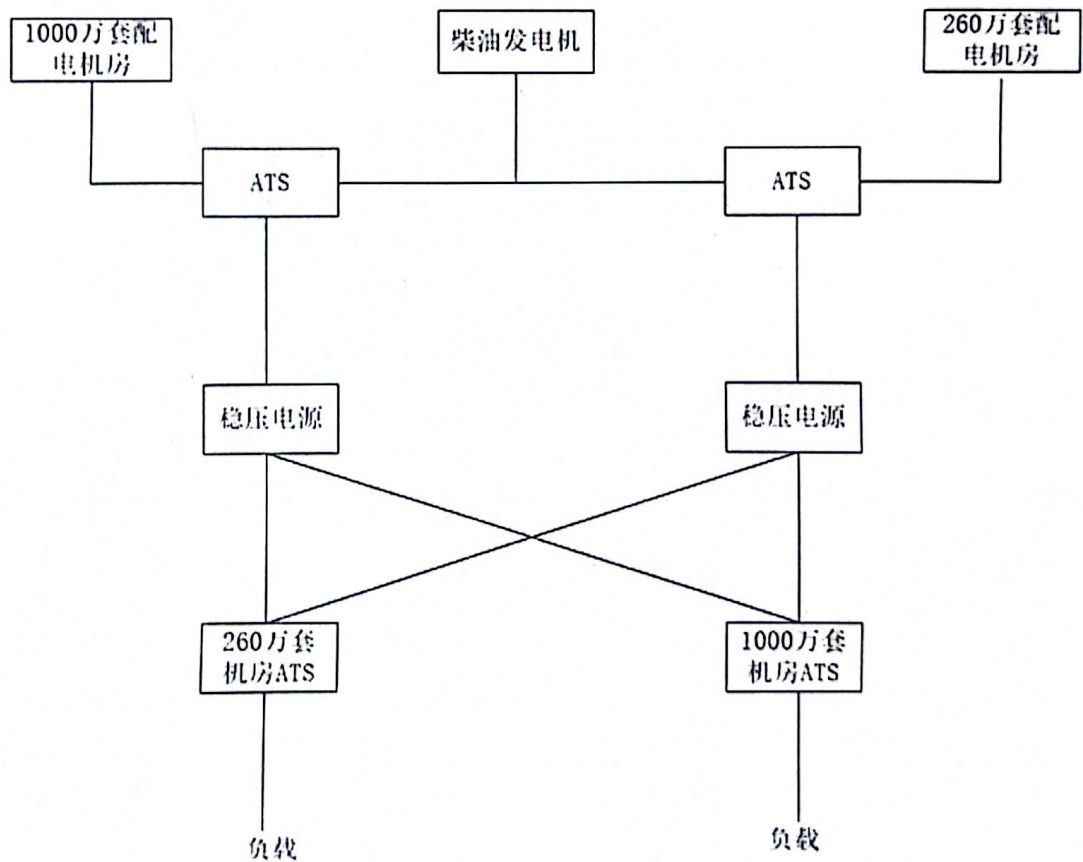 1000万套配
电机房
柴油发电机
260万套配
电机房
ATS
ATS
稳压电源
稳压电源
260万套
机房ATS
1000万套
机房ATS
负载
负载